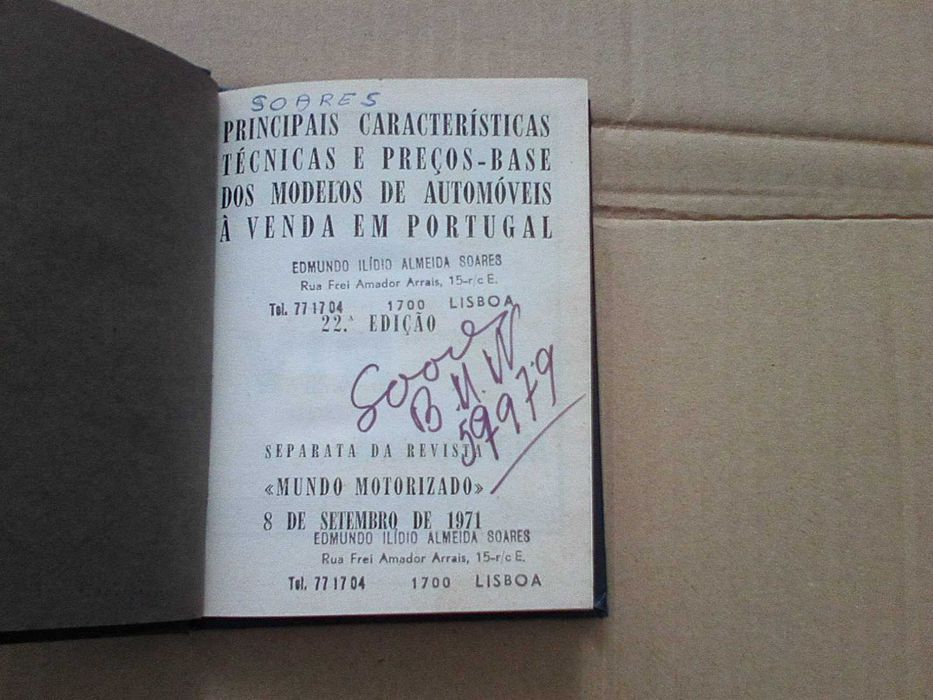 SOARES
PRINCIPAIS CARACTERÍSTICAS
TÉCNICAS E PREÇOS-BASE
DOS MODELOS DE AUTOMÓVEIS
À VENDA EM PORTUGAL
EDMUNDO ILÍDIO ALMEIDA SOARES
Rua Frei Amador Arrais, 15-r/c E.
Tel. 77 17 04 1700 LISBOA
22.ª EDIÇÃO
Soares
B.M.W
SEPARATA DA REVISTA
«MUNDO MOTORIZADO»
8 DE SETEMBRO DE 1971
EDMUNDO ILÍDIO ALMEIDA SOARES
Rua Frei Amador Arrais, 15-r/c E.
Tel. 77 17 04 1700 LISBOA